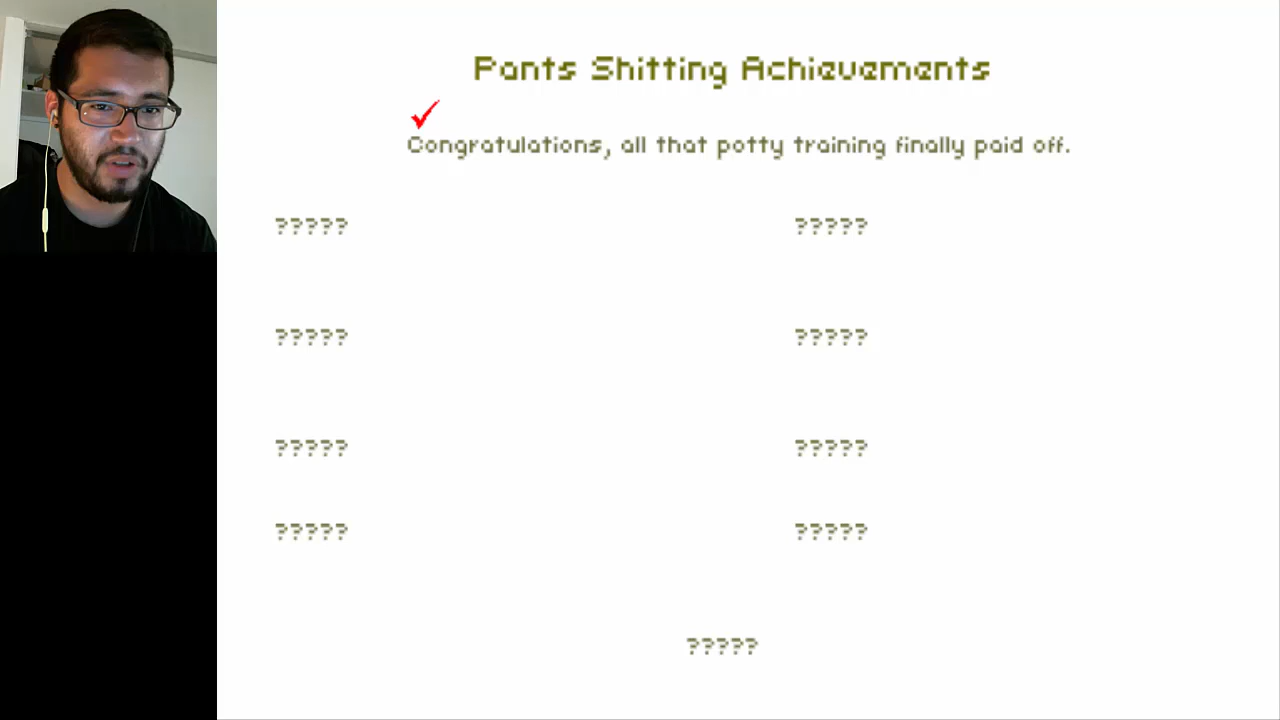 Pants Shitting Achievements
Congratulations, all that potty training finally paid off.
????? ?????
????? ?????
????? ?????
????? ?????
?????